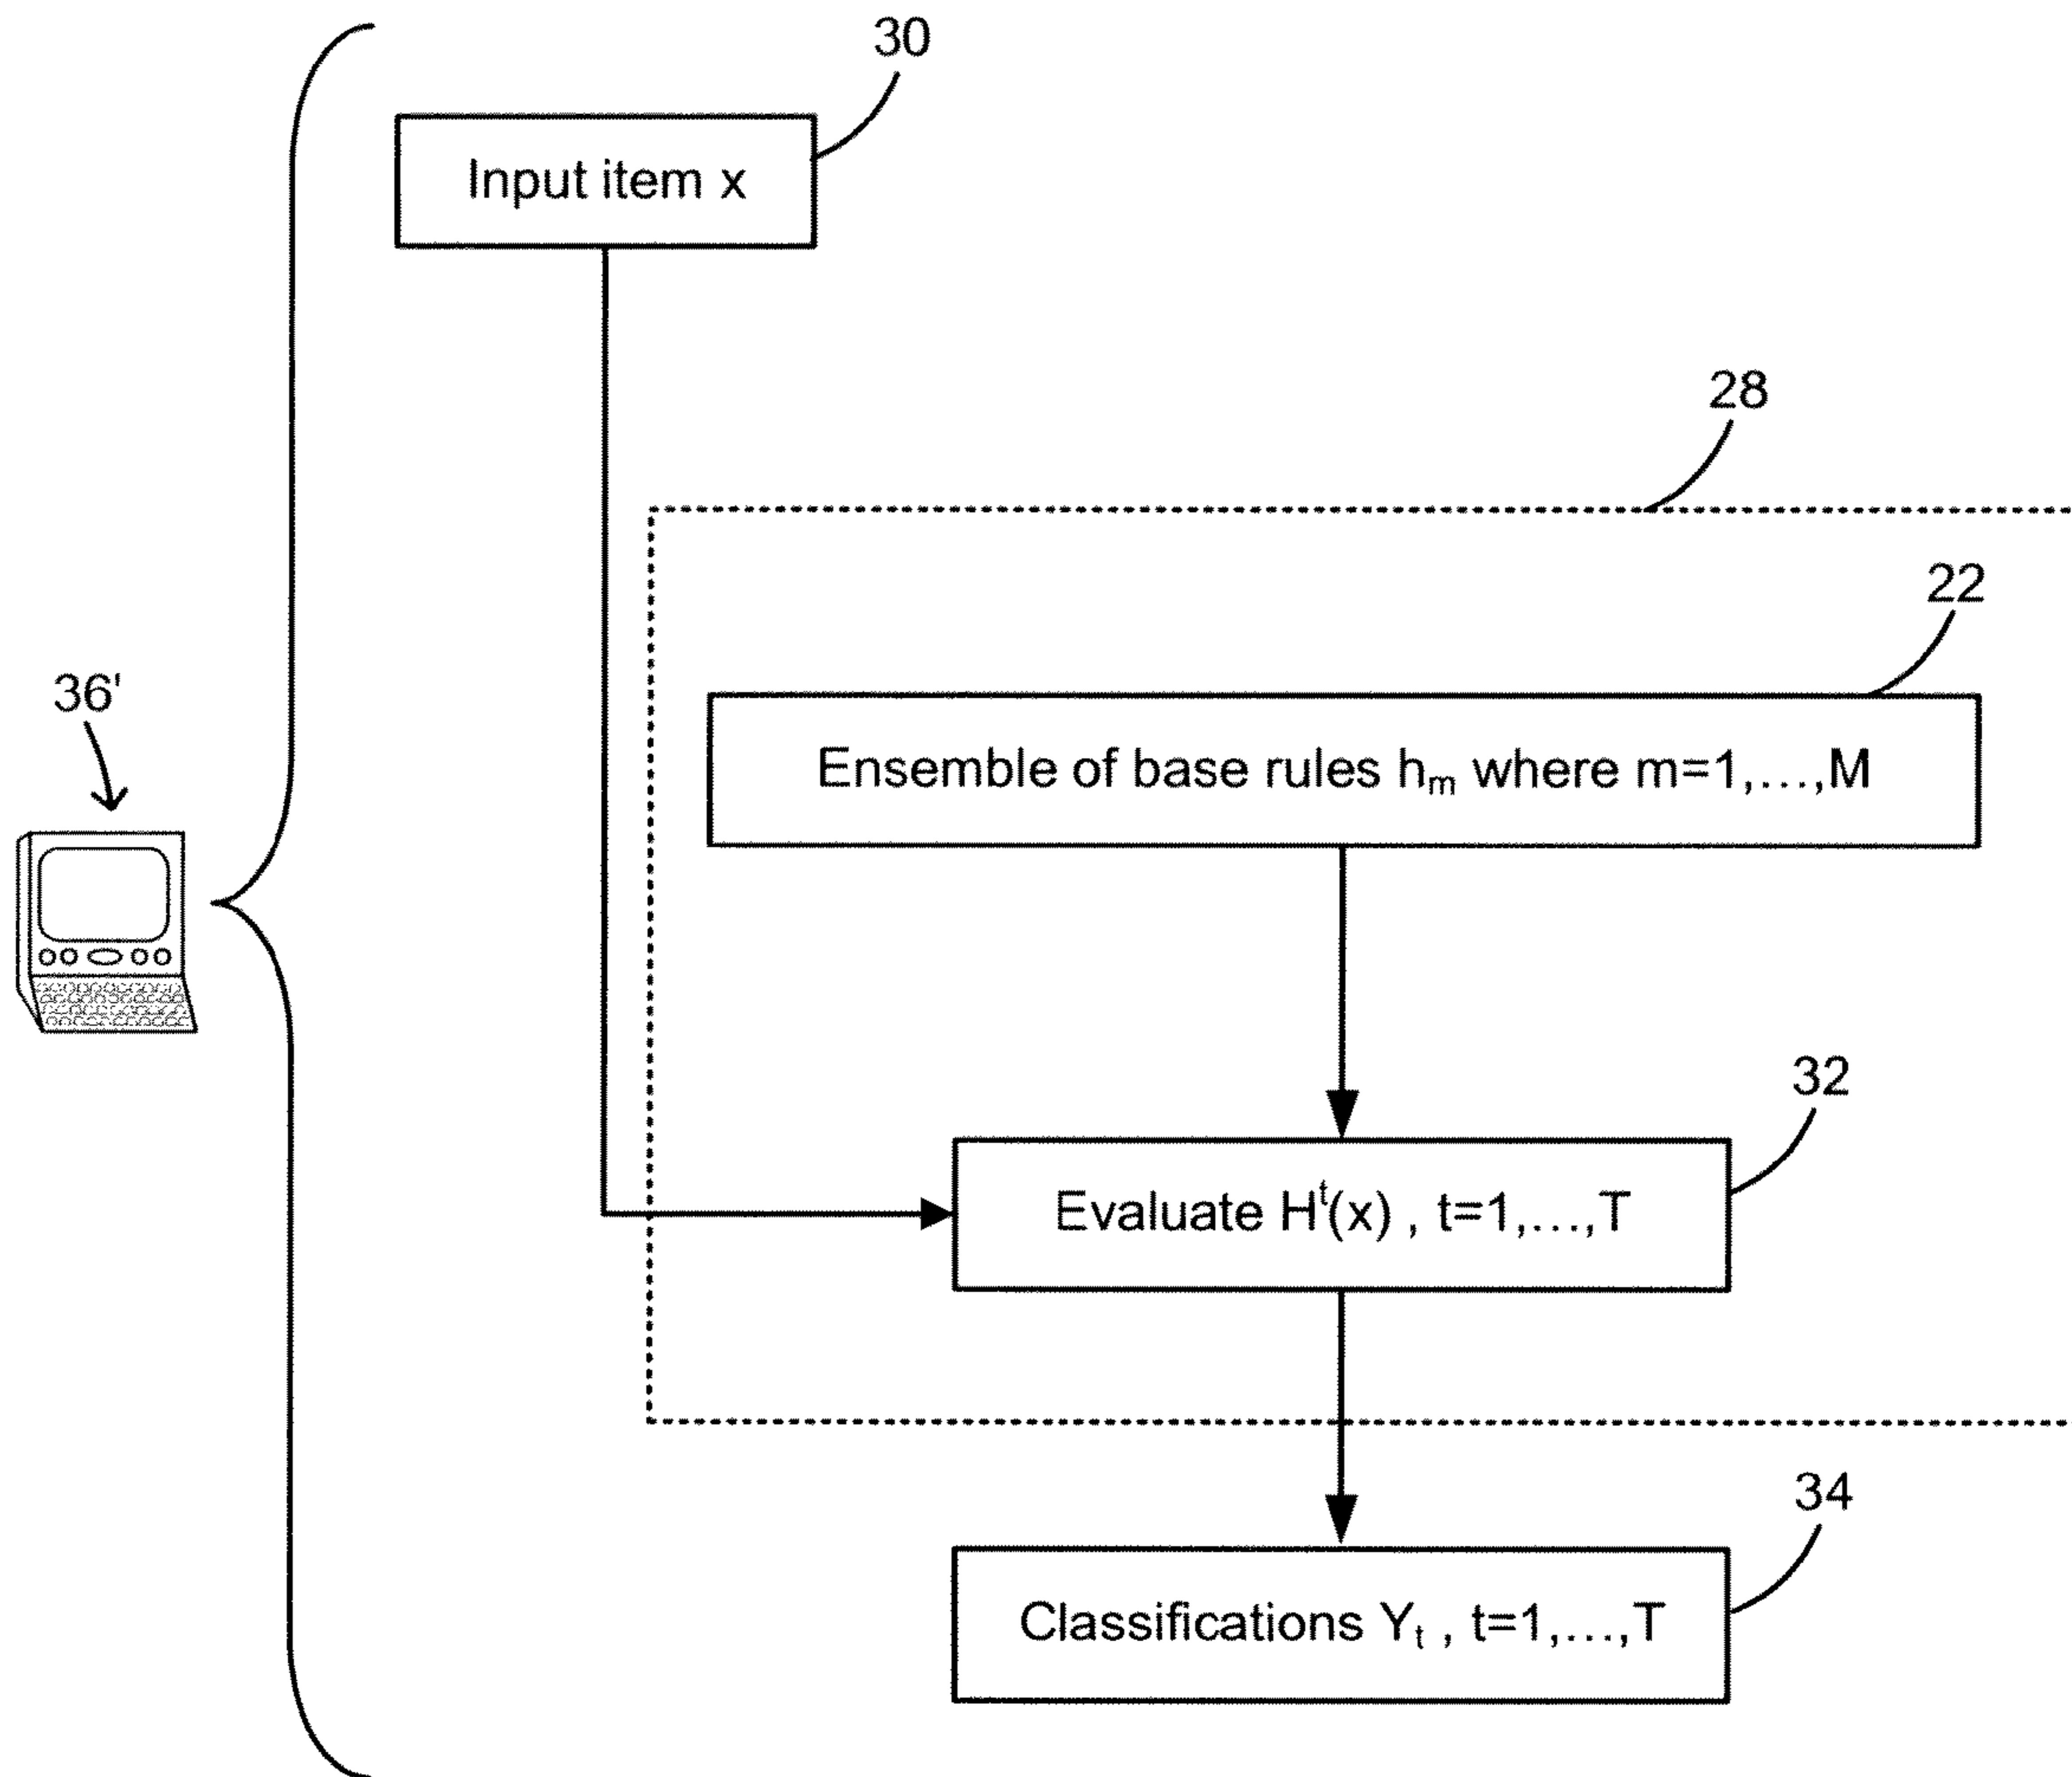 30
Input item x
28
22
36'
Ensemble of base rules hₘ where m=1,...,M
32
Evaluate Hᵗ(x) , t=1,...,T
34
Classifications Yₜ , t=1,...,T